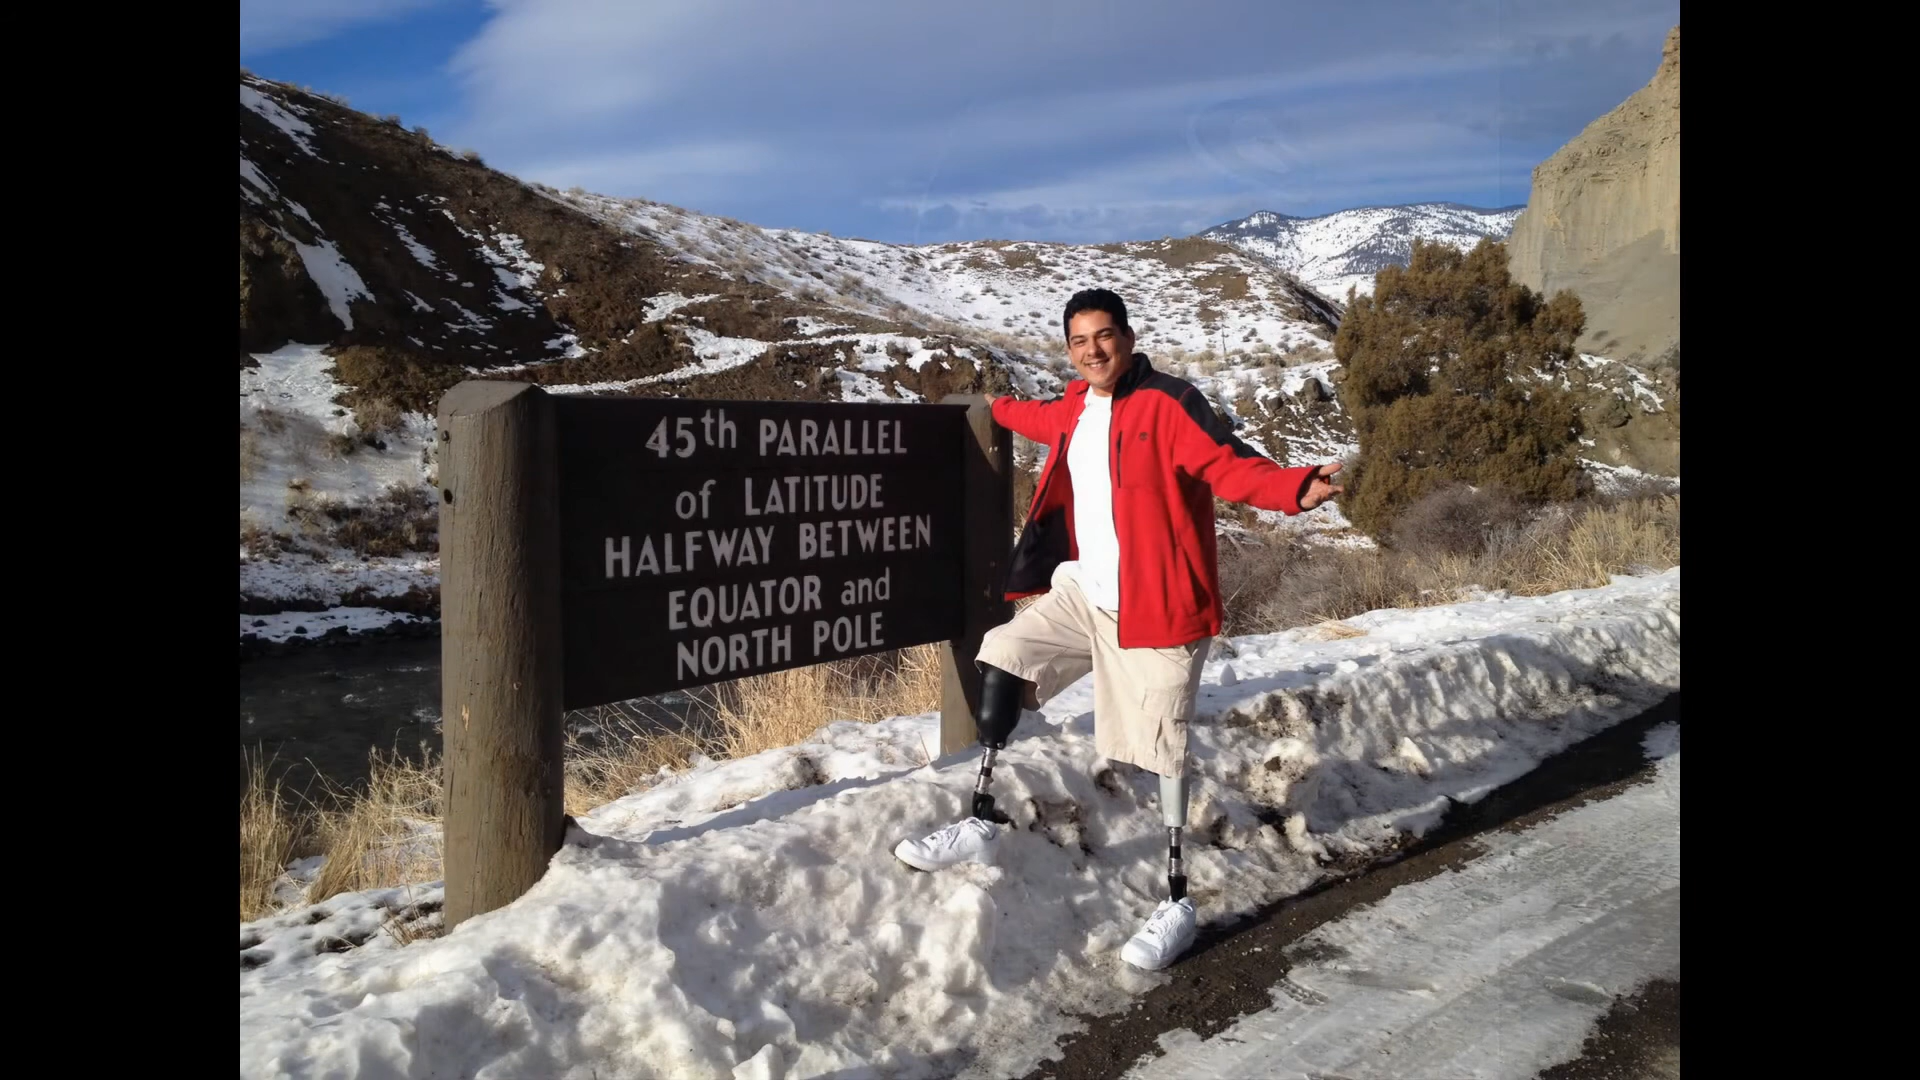 45th PARALLEL
of LATITUDE
HALFWAY BETWEEN
EQUATOR and
NORTH POLE